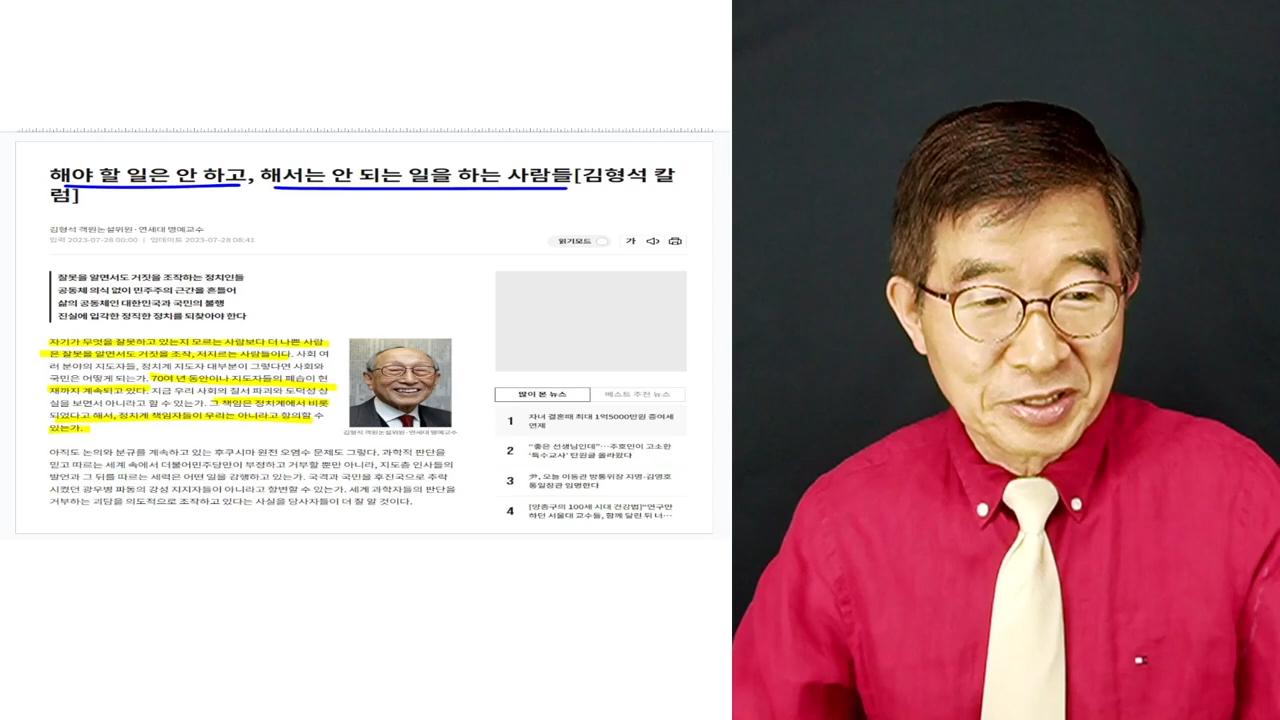 해야 할 일은 안 하고, 해서는 안 되는 일을 하는 사람들[김형석 칼
럼]
김형석 객원논설위원·연세대 명예교수
입력 2023-07-28 00:00 | 업데이트 2023-07-28 08:41
읽기모드
가
잘못을 알면서도 거짓을 조작하는 정치인들
공동체 의식 없이 민주주의 근간을 흔들어
삶의 공동체인 대한민국과 국민의 불행
진실에 입각한 정직한 정치를 되찾아야 한다
자기가 무엇을 잘못하고 있는지 모르는 사람보다 더 나쁜 사람
은 잘못을 알면서도 거짓을 조작, 저지르는 사람들이다. 사회 여
러 분야의 지도자들, 정치계 지도자 대부분이 그렇다면 사회와
국민은 어떻게 되는가. 70여 년 동안이나 지도자들의 폐습이 현
재까지 계속되고 있다. 지금 우리 사회의 질서 파괴와 도덕성 상
실을 보면서 아니라고 할 수 있는가. 그 책임은 정치계에서 비롯
되었다고 해서, 정치계 책임자들이 우리는 아니라고 항의할 수
있는가.
김형석 객원논설위원·연세대 명예교수
아직도 논의와 분규를 계속하고 있는 후쿠시마 원전 오염수 문제도 그렇다. 과학적 판단을
믿고 따르는 세계 속에서 더불어민주당만이 부정하고 거부할 뿐만 아니라, 지도층 인사들의
발언과 그 뒤를 따르는 세력은 어떤 일을 감행하고 있는가. 국격과 국민을 후진국으로 추락
시켰던 광우병 파동의 강성 지지자들이 아니라고 항변할 수 있는가. 세계 과학자들의 판단을
거부하는 괴담을 의도적으로 조작하고 있다는 사실을 당사자들이 더 잘 알 것이다.
많이 본 뉴스
베스트 추천 뉴스
1 자녀 결혼때 최대 1억5000만원 증여세
면제
2 “좋은 선생님인데”…주호민이 고소한
‘특수교사’ 탄원글 올라왔다
3 尹, 오늘 이동관 방통위장 지명·김영호
통일장관 임명한다
4 [양종구의 100세 시대 건강법]“연구만
하던 서울대 교수들, 함께 달린 뒤 너…